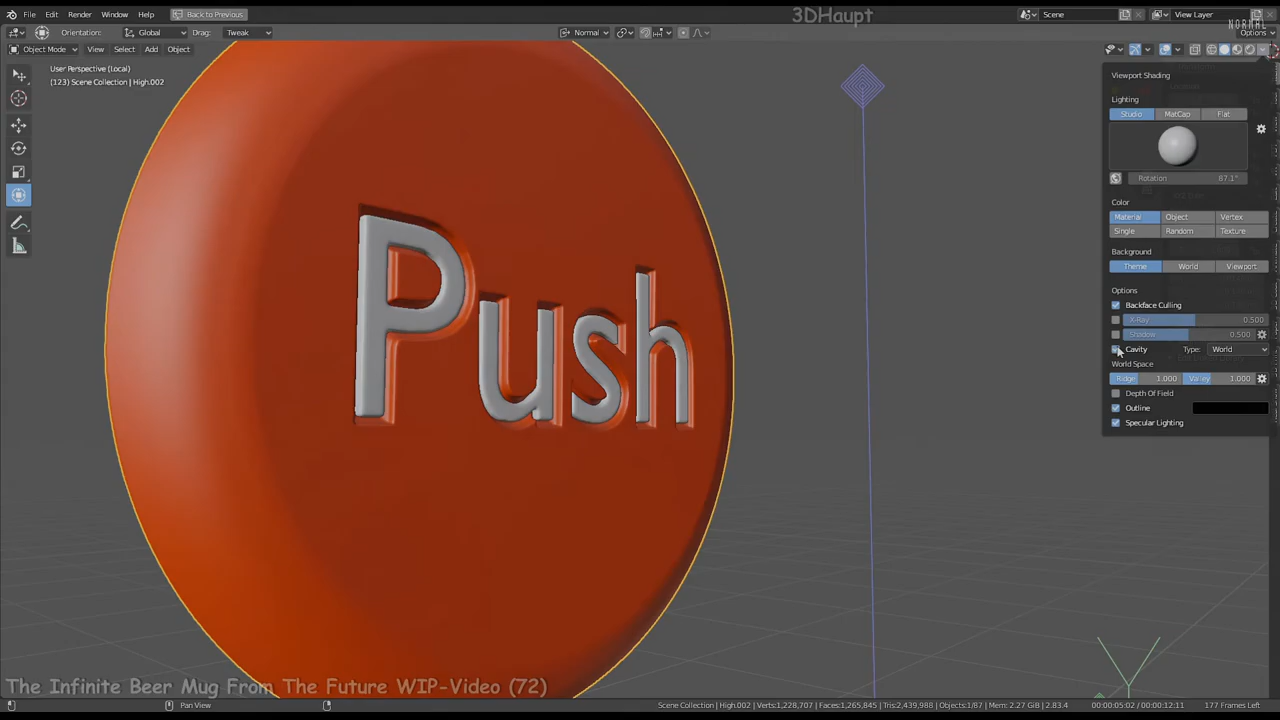 File Edit Render Window Help Back to Previous 3DHaupt Scene View Layer NORMAL
Orientation: Global Drag: Tweak Normal Options
Object Mode View Select Add Object
User Perspective (Local)
(123) Scene Collection | High.002
Viewport Shading
Lighting
Studio MatCap Flat
Rotation 87.1°
Color
Material Object Vertex
Single Random Texture
Background
Theme World Viewport
Options
Backface Culling
X-Ray 0.500
Shadow 0.500
Cavity Type: World
World Space
Ridge 1.000 Valley 1.000
Depth Of Field
Outline
Specular Lighting
Push
Y
The Infinite Beer Mug From The Future WIP-Video (72)
Pan View Scene Collection | High.002 | Verts:1,228,707 | Faces:1,265,845 | Tris:2,439,988 | Objects:1/87 | Mem: 2.27 GiB | 2.83.4 00:00:05:02 / 00:00:12:11 177 Frames Left